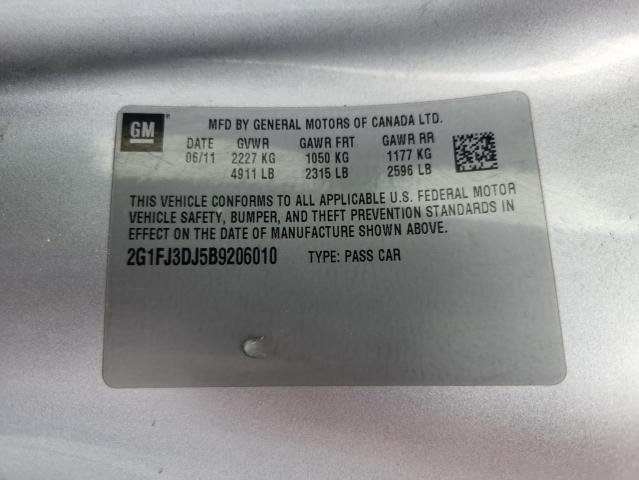 GM®
MFD BY GENERAL MOTORS OF CANADA LTD.
DATE GVWR GAWR FRT GAWR RR
06/11 2227 KG 1050 KG 1177 KG
4911 LB 2315 LB 2596 LB
THIS VEHICLE CONFORMS TO ALL APPLICABLE U.S. FEDERAL MOTOR
VEHICLE SAFETY, BUMPER, AND THEFT PREVENTION STANDARDS IN
EFFECT ON THE DATE OF MANUFACTURE SHOWN ABOVE.
2G1FJ3DJ5B9206010 TYPE: PASS CAR